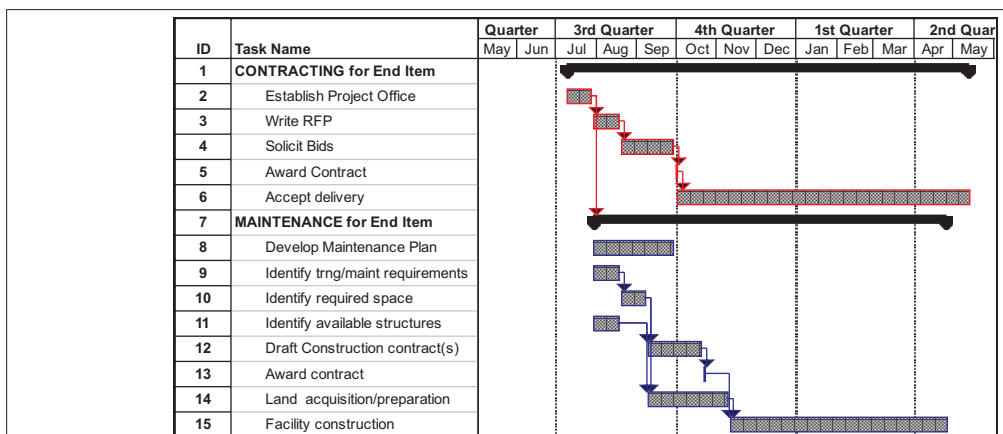 Quarter 3rd Quarter 4th Quarter 1st Quarter 2nd Quar
ID Task Name May Jun Jul Aug Sep Oct Nov Dec Jan Feb Mar Apr May
1 CONTRACTING for End Item
2 Establish Project Office
3 Write RFP
4 Solicit Bids
5 Award Contract
6 Accept delivery
7 MAINTENANCE for End Item
8 Develop Maintenance Plan
9 Identify trng/maint requirements
10 Identify required space
11 Identify available structures
12 Draft Construction contract(s)
13 Award contract
14 Land acquisition/preparation
15 Facility construction